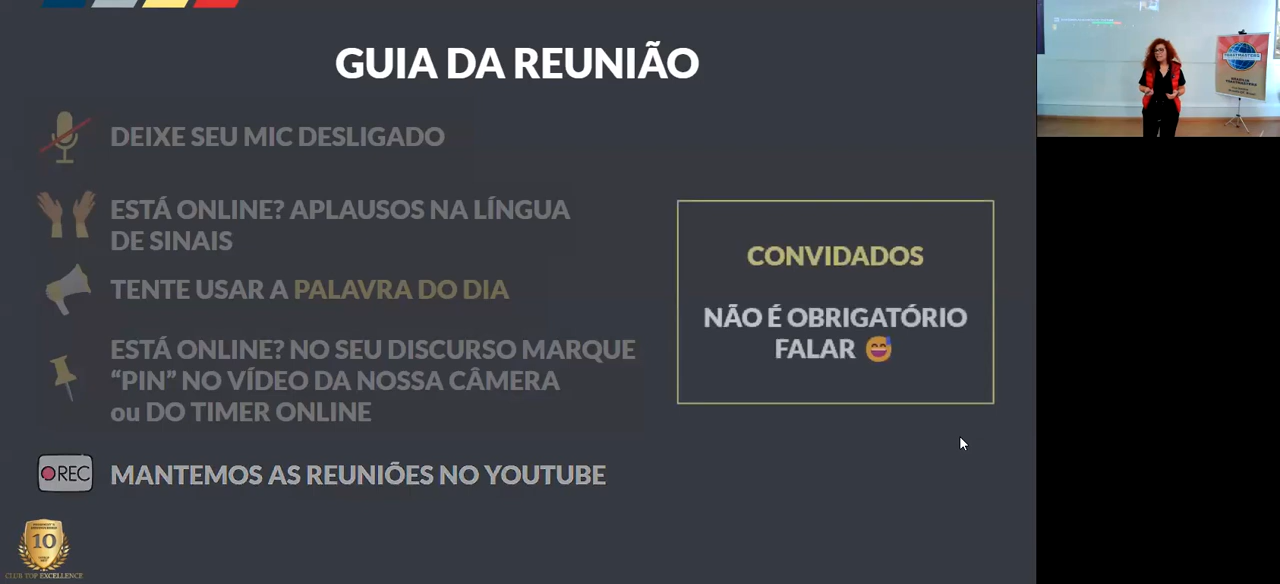 GUIA DA REUNIÃO
DEIXE SEU MIC DESLIGADO
ESTÁ ONLINE? APLAUSOS NA LÍNGUA
DE SINAIS
TENTE USAR A PALAVRA DO DIA
ESTÁ ONLINE? NO SEU DISCURSO MARQUE
“PIN” NO VÍDEO DA NOSSA CÂMERA
ou DO TIMER ONLINE
REC
MANTEMOS AS REUNIÕES NO YOUTUBE
CONVIDADOS
NÃO É OBRIGATÓRIO
FALAR 😅
10
CLUB TOP EXCELLENCE
TOASTMASTERS